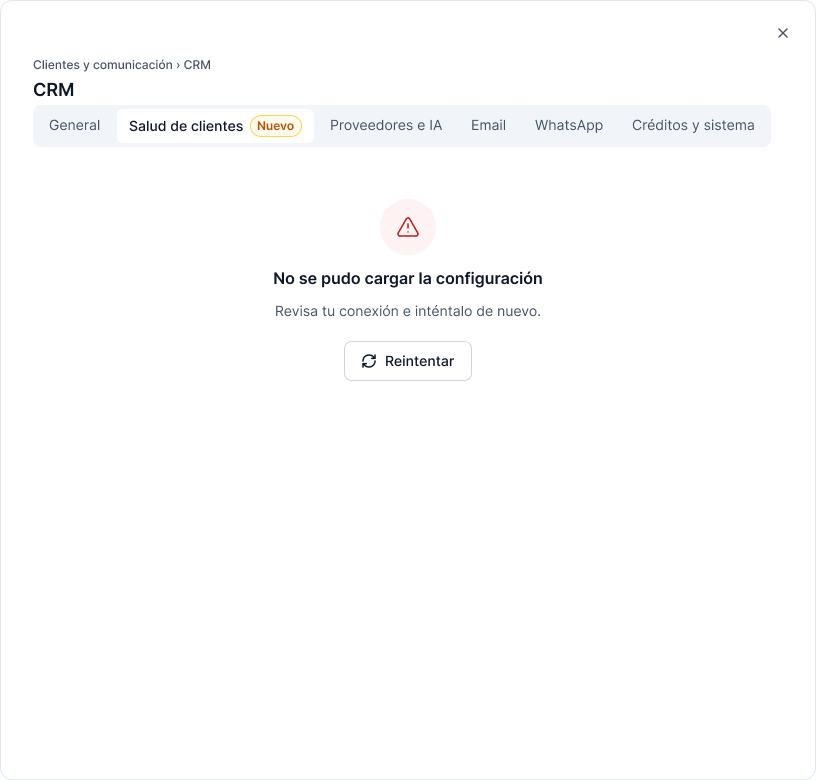 Clientes y comunicación › CRM
CRM
General Salud de clientes Nuevo Proveedores e IA Email WhatsApp Créditos y sistema
No se pudo cargar la configuración
Revisa tu conexión e inténtalo de nuevo.
Reintentar